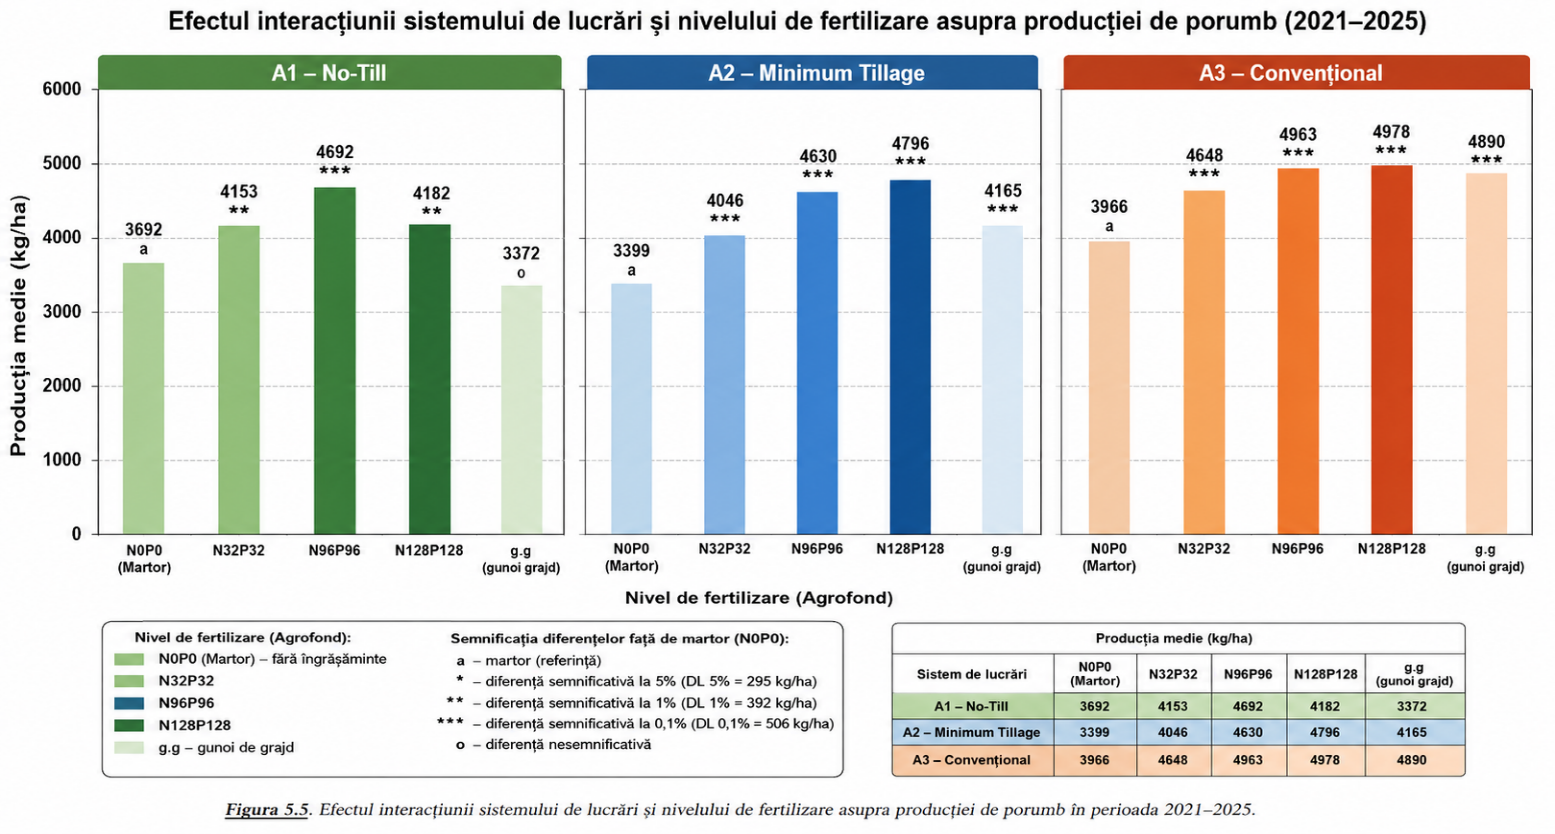 Efectul interacțiunii sistemului de lucrări și nivelului de fertilizare asupra producției de porumb (2021–2025)
Producția medie (kg/ha)
6000
5000
4000
3000
2000
1000
0
A1 – No-Till
3692
a
4153
**
4692
***
4182
**
3372
o
N0P0
(Martor)
N32P32
N96P96
N128P128
g.g
(gunoi grajd)
A2 – Minimum Tillage
3399
a
4046
***
4630
***
4796
***
4165
***
N0P0
(Martor)
N32P32
N96P96
N128P128
g.g
(gunoi grajd)
A3 – Convențional
3966
a
4648
***
4963
***
4978
***
4890
***
N0P0
(Martor)
N32P32
N96P96
N128P128
g.g
(gunoi grajd)
Nivel de fertilizare (Agrofond)
Nivel de fertilizare (Agrofond):
N0P0 (Martor) – fără îngrășăminte
N32P32
N96P96
N128P128
g.g – gunoi de grajd
Semnificația diferențelor față de martor (N0P0):
a – martor (referință)
* – diferență semnificativă la 5% (DL 5% = 295 kg/ha)
** – diferență semnificativă la 1% (DL 1% = 392 kg/ha)
*** – diferență semnificativă la 0,1% (DL 0,1% = 506 kg/ha)
o – diferență nesemnificativă
Producția medie (kg/ha)
Sistem de lucrări N0P0 (Martor) N32P32 N96P96 N128P128 g.g (gunoi grajd)
A1 – No-Till 3692 4153 4692 4182 3372
A2 – Minimum Tillage 3399 4046 4630 4796 4165
A3 – Convențional 3966 4648 4963 4978 4890
Figura 5.5. Efectul interacțiunii sistemului de lucrări și nivelului de fertilizare asupra producției de porumb în perioada 2021–2025.